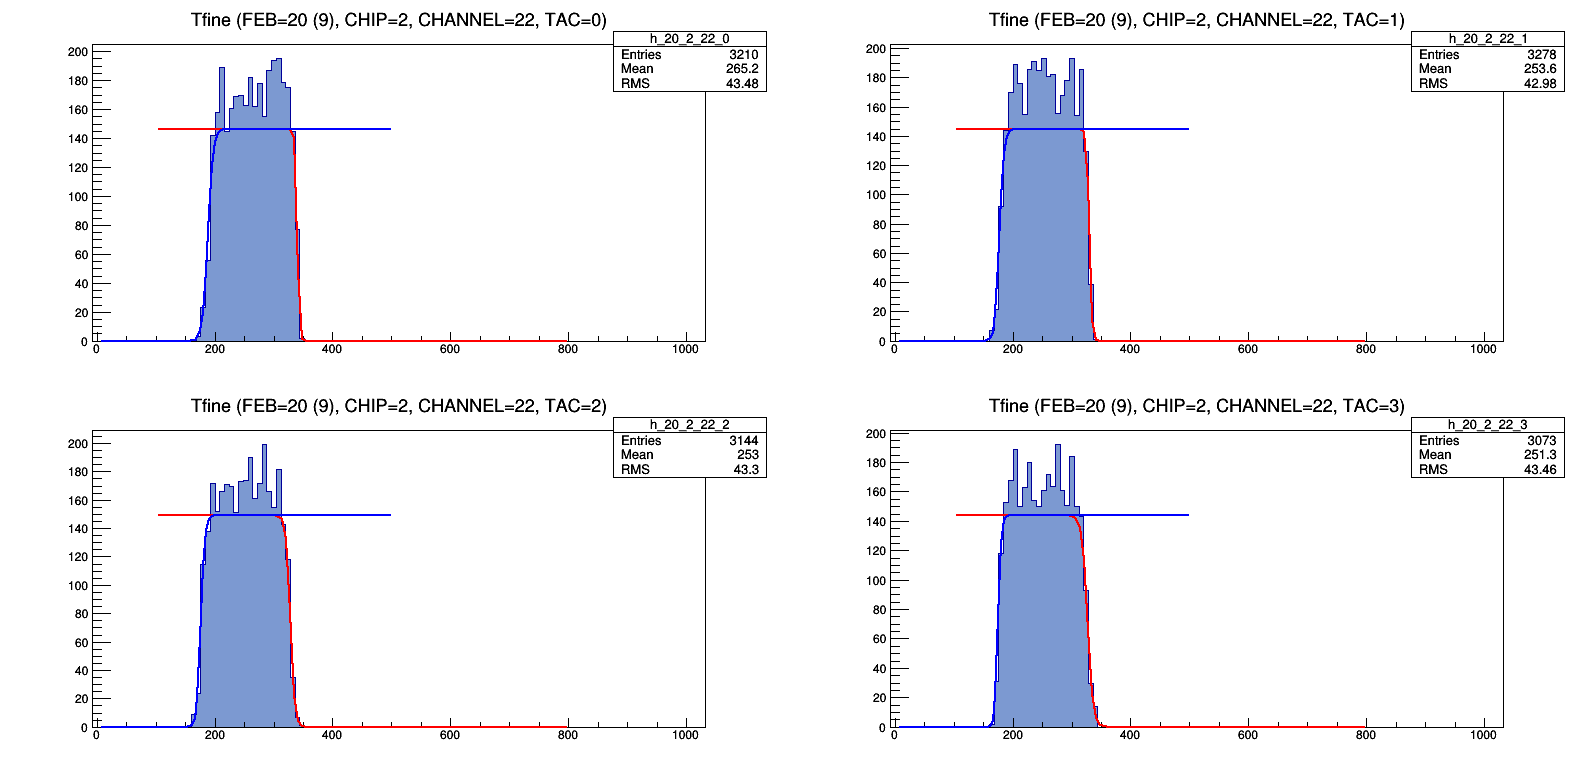 Tfine (FEB=20 (9), CHIP=2, CHANNEL=22, TAC=0)
h_20_2_22_0
Entries 3210
Mean 265.2
RMS 43.48
200
180
160
140
120
100
80
60
40
20
0
0 200 400 600 800 1000
Tfine (FEB=20 (9), CHIP=2, CHANNEL=22, TAC=1)
h_20_2_22_1
Entries 3278
Mean 253.6
RMS 42.98
200
180
160
140
120
100
80
60
40
20
0
0 200 400 600 800 1000
Tfine (FEB=20 (9), CHIP=2, CHANNEL=22, TAC=2)
h_20_2_22_2
Entries 3144
Mean 253
RMS 43.3
200
180
160
140
120
100
80
60
40
20
0
0 200 400 600 800 1000
Tfine (FEB=20 (9), CHIP=2, CHANNEL=22, TAC=3)
h_20_2_22_3
Entries 3073
Mean 251.3
RMS 43.46
200
180
160
140
120
100
80
60
40
20
0
0 200 400 600 800 1000